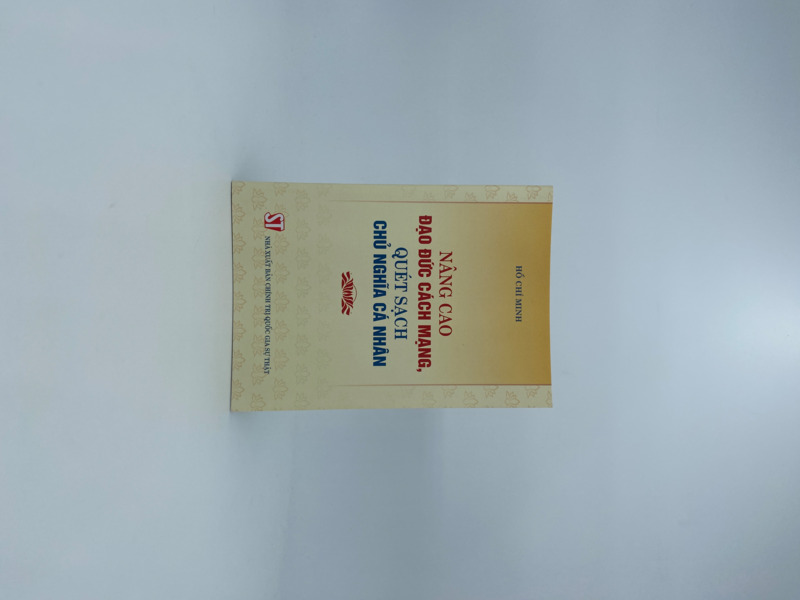 HỒ CHÍ MINH
NÂNG CAO
ĐẠO ĐỨC CÁCH MẠNG,
QUÉT SẠCH
CHỦ NGHĨA CÁ NHÂN
ST
NHÀ XUẤT BẢN CHÍNH TRỊ QUỐC GIA SỰ THẬT